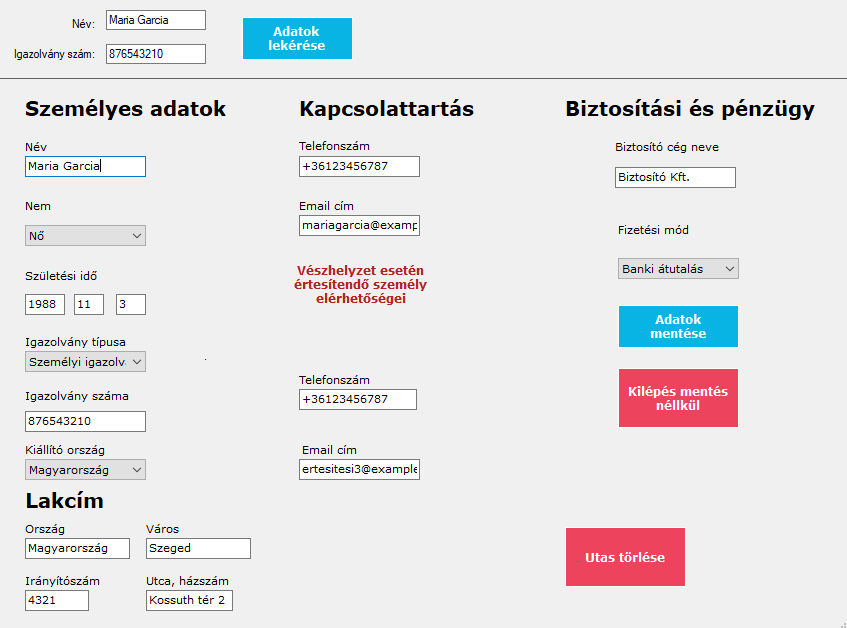 Név:
Maria Garcia
Igazolvány szám:
876543210
Adatok
lekérése
Személyes adatok
Név
Maria Garcia
Nem
Nő
Születési idő
1988 11 3
Igazolvány típusa
Személyi igazolv
Igazolvány száma
876543210
Kiállító ország
Magyarország
Lakcím
Ország Város
Magyarország Szeged
Irányítószám Utca, házszám
4321 Kossuth tér 2
Kapcsolattartás
Telefonszám
+36123456787
Email cím
mariagarcia@examp
Vészhelyzet esetén
értesítendő személy
elérhetőségei
Telefonszám
+36123456787
Email cím
ertesitesi3@example
Biztosítási és pénzügy
Biztosító cég neve
Biztosító Kft.
Fizetési mód
Banki átutalás
Adatok
mentése
Kilépés mentés
néllkül
Utas törlése